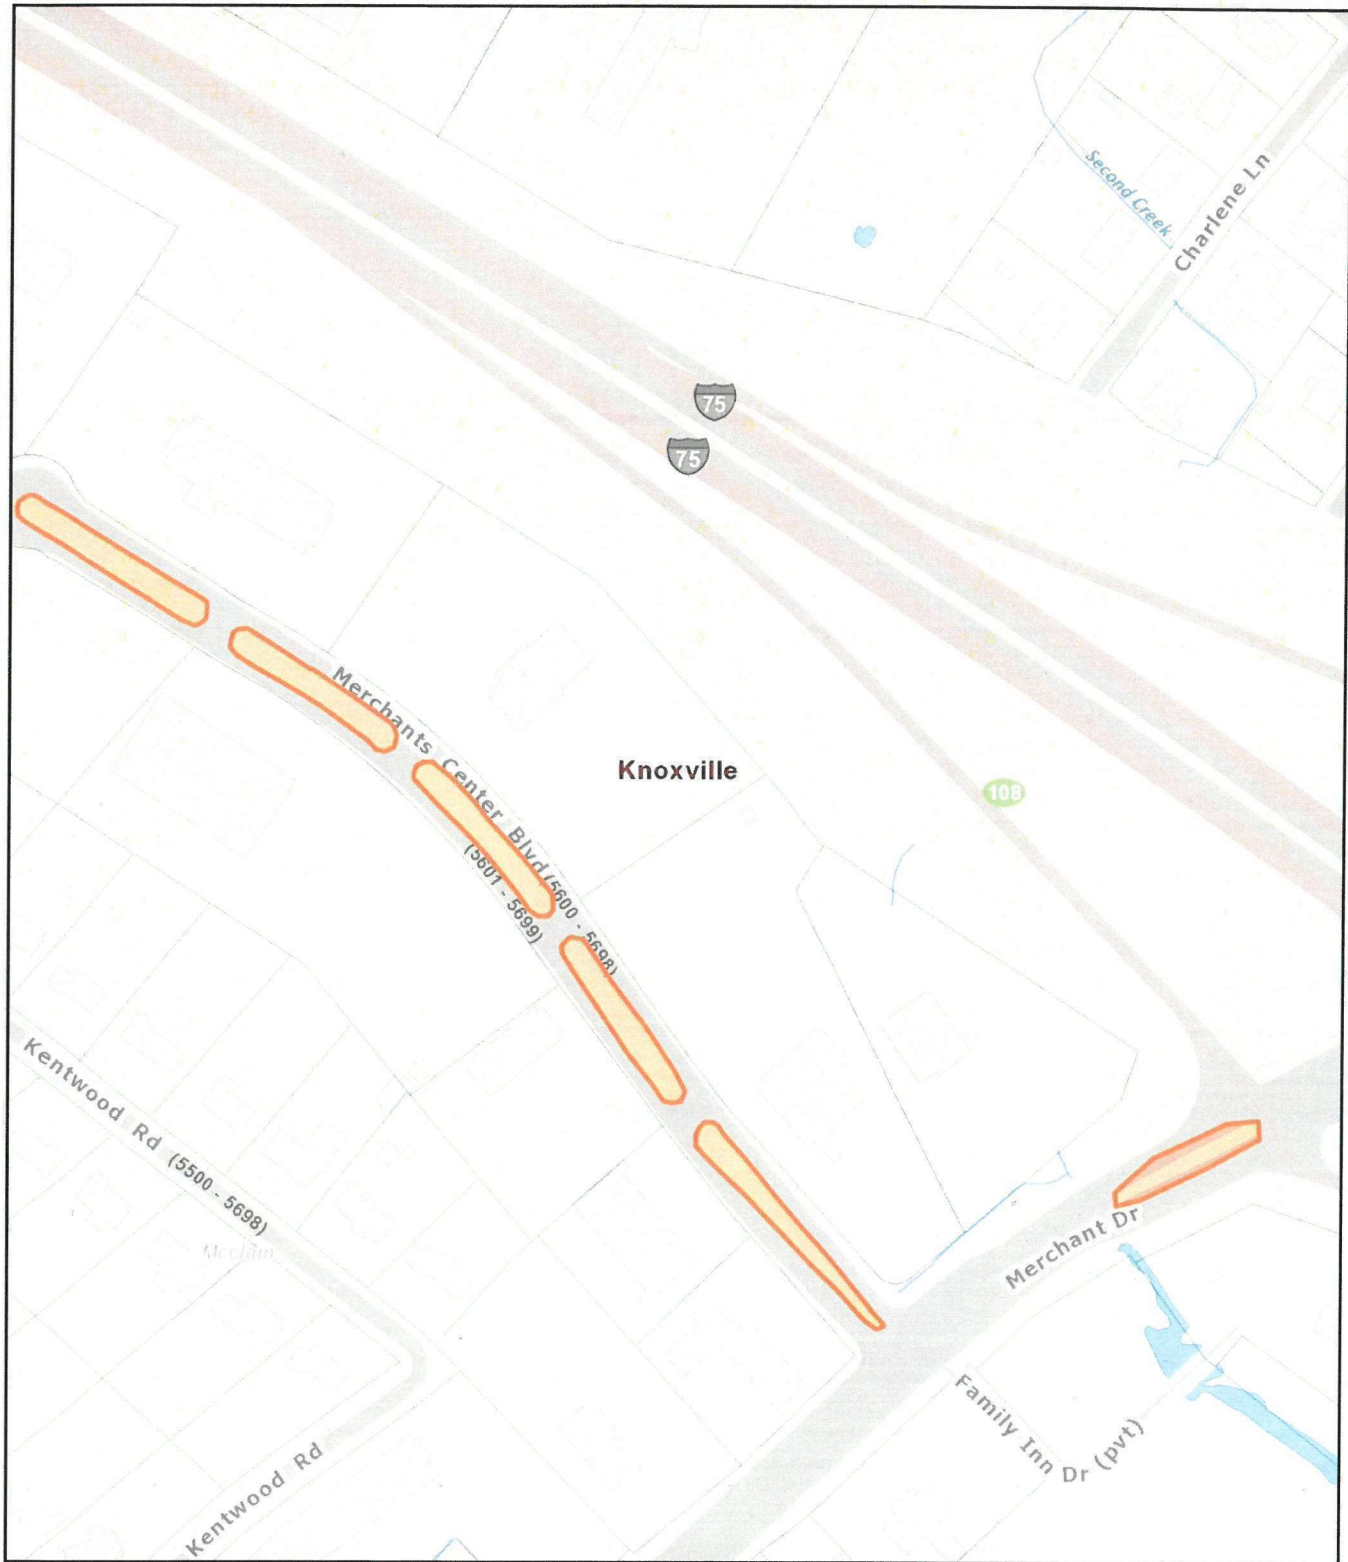 Second Creek
Charlene Ln
75
75
Merchants Center Blvd (5600 - 5698)
(5601 - 5699)
Knoxville
108
Kentwood Rd (5500 - 5698)
Merchant Dr
Family Inn Dr (pvt)
Kentwood Rd